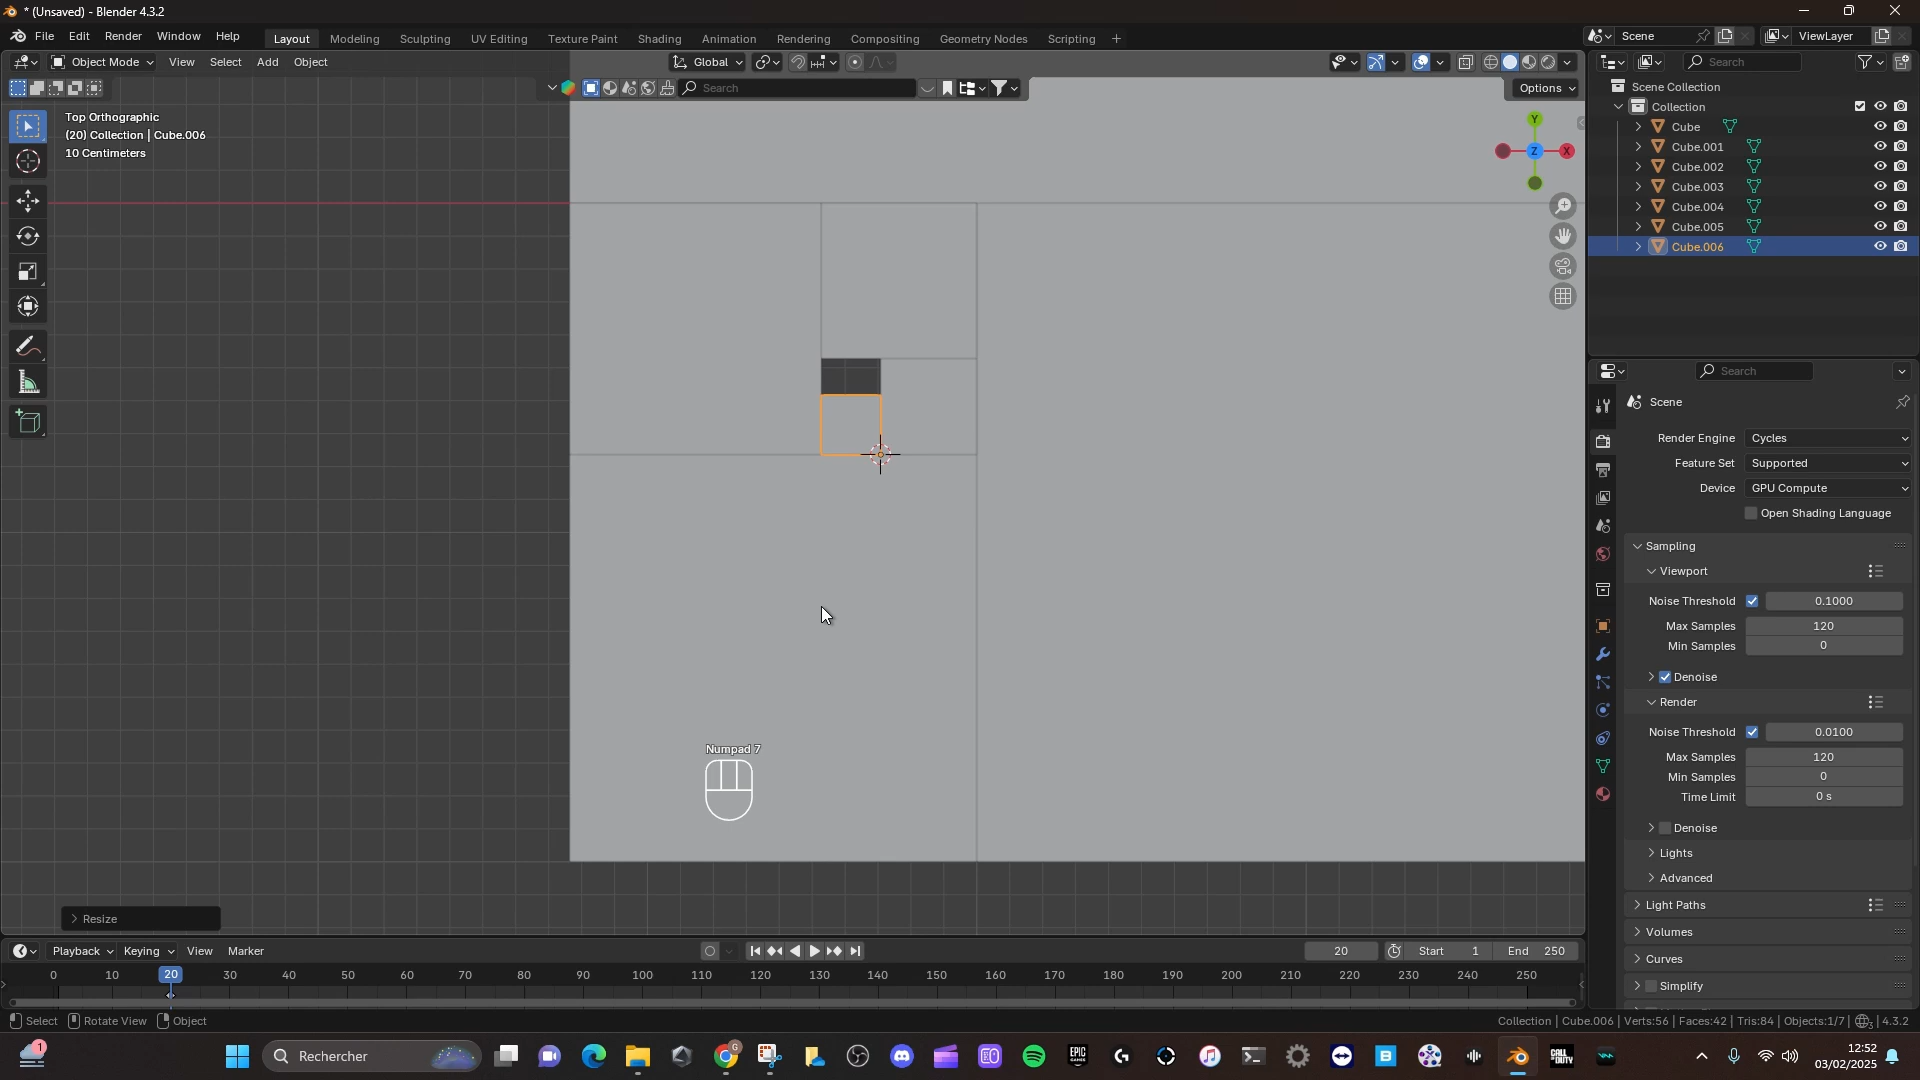 * (Unsaved) - Blender 4.3.2
File Edit Render Window Help
Layout Modeling Sculpting UV Editing Texture Paint Shading Animation Rendering Compositing Geometry Nodes Scripting +
Scene ViewLayer
Object Mode View Select Add Object
Global
Search
Search
Options
Top Orthographic
(20) Collection | Cube.006
10 Centimeters
Y
Z
X
Scene Collection
Collection
Cube
Cube.001
Cube.002
Cube.003
Cube.004
Cube.005
Cube.006
Search
Scene
Render Engine Cycles
Feature Set Supported
Device GPU Compute
Open Shading Language
Sampling
Viewport
Noise Threshold 0.1000
Max Samples 120
Min Samples 0
Denoise
Render
Noise Threshold 0.0100
Max Samples 120
Min Samples 0
Time Limit 0 s
Denoise
Lights
Advanced
Light Paths
Volumes
Curves
Simplify
Numpad 7
Resize
Playback Keying View Marker
20 Start 1 End 250
0 10 20 30 40 50 60 70 80 90 100 110 120 130 140 150 160 170 180 190 200 210 220 230 240 250
Select Rotate View Object
Collection | Cube.006 | Verts:56 | Faces:42 | Tris:84 | Objects:1/7 | 4.3.2
1
Rechercher
EPIC GAMES
CALL DUTY
12:52
03/02/2025